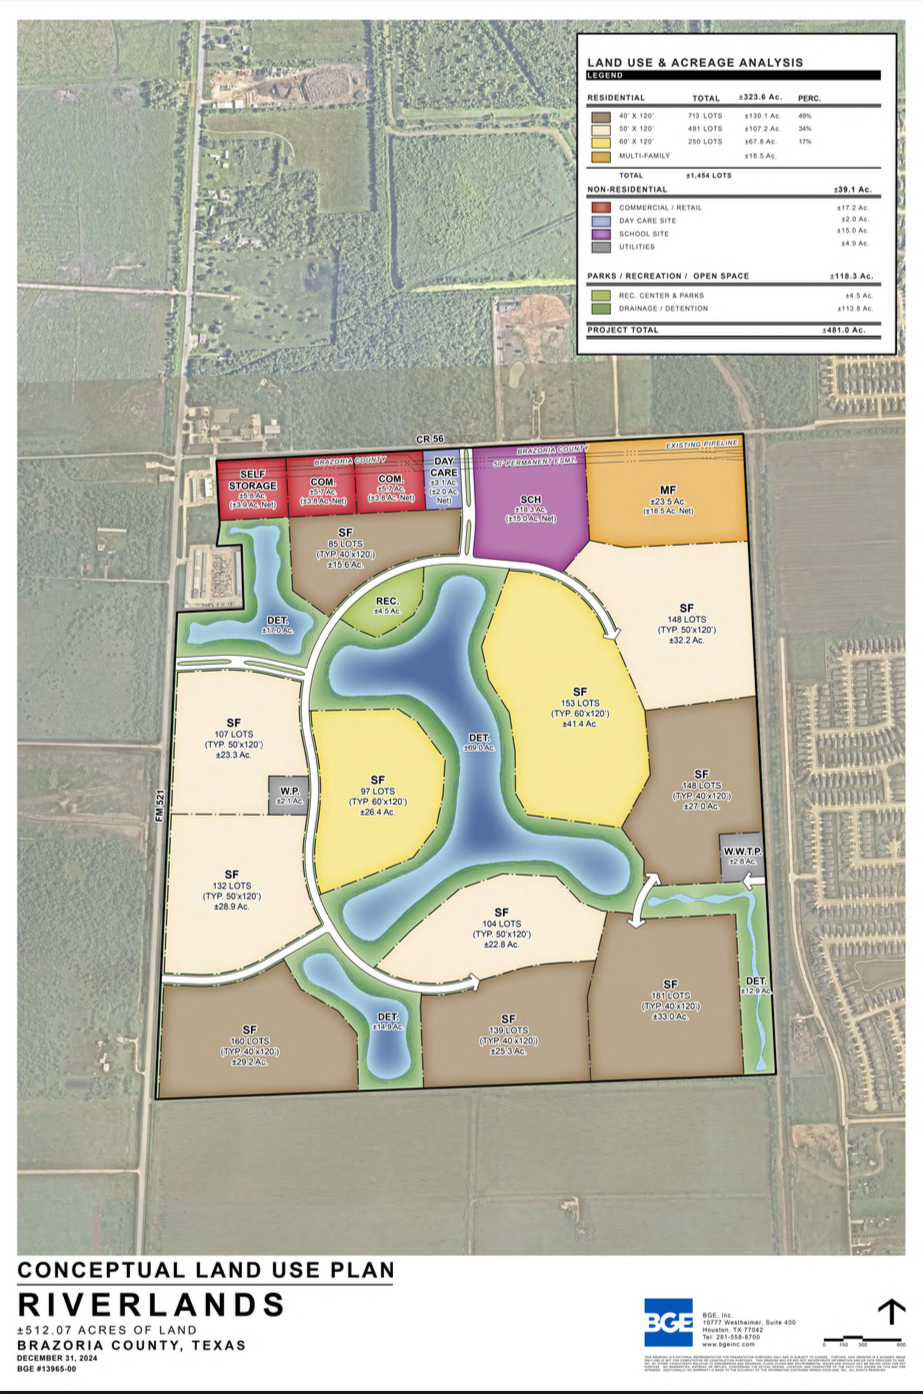 LAND USE & ACREAGE ANALYSIS
LEGEND
RESIDENTIAL TOTAL ±323.6 Ac. PERC.
40' X 120' 713 LOTS ±130.1 Ac. 49%
50' X 120' 491 LOTS ±107.2 Ac. 34%
60' X 120' 250 LOTS ±67.8 Ac. 17%
MULTI-FAMILY ±18.5 Ac.
TOTAL ±1,454 LOTS
NON-RESIDENTIAL ±39.1 Ac.
COMMERCIAL / RETAIL ±17.2 Ac.
DAY CARE SITE ±2.0 Ac.
SCHOOL SITE ±15.0 Ac.
UTILITIES ±4.9 Ac.
PARKS / RECREATION / OPEN SPACE ±118.3 Ac.
REC. CENTER & PARKS ±4.5 Ac.
DRAINAGE / DETENTION ±113.8 Ac.
PROJECT TOTAL ±481.0 Ac.
CR 56
BRAZORIA COUNTY
BRAZORIA COUNTY
50' PERMANENT ESMT.
EXISTING PIPELINE
SELF
STORAGE
±5.8 Ac.
(±3.9 Ac. Net)
COM.
±5.7 Ac.
(±3.8 Ac. Net)
COM.
±5.7 Ac.
(±3.8 Ac. Net)
DAY
CARE
±3.1 Ac.
(±2.0 Ac.
Net)
SCH
±18.3 Ac.
(±15.0 Ac. Net)
MF
±23.5 Ac.
(±18.5 Ac. Net)
SF
85 LOTS
(TYP. 40'x120')
±15.6 Ac.
REC.
±4.5 Ac.
DET.
±17.0 Ac.
SF
148 LOTS
(TYP. 50'x120')
±32.2 Ac.
SF
153 LOTS
(TYP. 60'x120')
±41.4 Ac.
SF
107 LOTS
(TYP. 50'x120')
±23.3 Ac.
DET.
±69.0 Ac.
SF
97 LOTS
(TYP. 60'x120')
±26.4 Ac.
W.P.
±2.1 Ac.
SF
148 LOTS
(TYP. 40'x120')
±27.0 Ac.
FM 521
W.W.T.P.
±2.8 Ac.
SF
132 LOTS
(TYP. 50'x120')
±28.9 Ac.
SF
104 LOTS
(TYP. 50'x120')
±22.8 Ac.
DET.
±12.9 Ac.
SF
181 LOTS
(TYP. 40'x120')
±33.0 Ac.
DET.
±14.9 Ac.
SF
139 LOTS
(TYP. 40'x120')
±25.3 Ac.
SF
160 LOTS
(TYP. 40'x120')
±29.2 Ac.
CONCEPTUAL LAND USE PLAN
RIVERLANDS
±512.07 ACRES OF LAND
BRAZORIA COUNTY, TEXAS
DECEMBER 31, 2024
BGE #13965-00
BGE
BGE, Inc.
10777 Westheimer, Suite 400
Houston, TX 77042
Tel: 281-558-8700
www.bgeinc.com
0 150 300 600